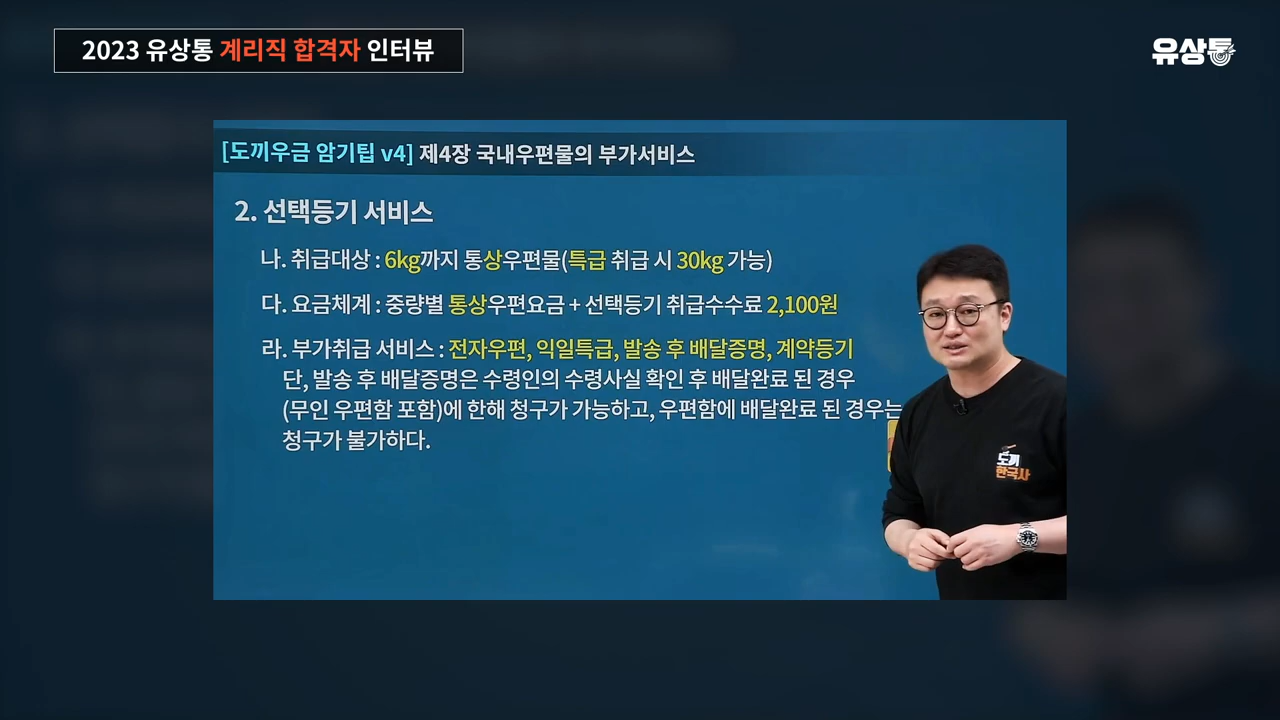 2023 유상통 계리직 합격자 인터뷰
유상통
[도끼우금 암기팁 v4] 제4장 국내우편물의 부가서비스
2. 선택등기 서비스
나. 취급대상 : 6kg까지 통상우편물(특급 취급 시 30kg 가능)
다. 요금체계 : 중량별 통상우편요금 + 선택등기 취급수수료 2,100원
라. 부가취급 서비스 : 전자우편, 익일특급, 발송 후 배달증명, 계약등기
단, 발송 후 배달증명은 수령인의 수령사실 확인 후 배달완료 된 경우
(무인 우편함 포함)에 한해 청구가 가능하고, 우편함에 배달완료 된 경우는
청구가 불가하다.
도끼
한국사